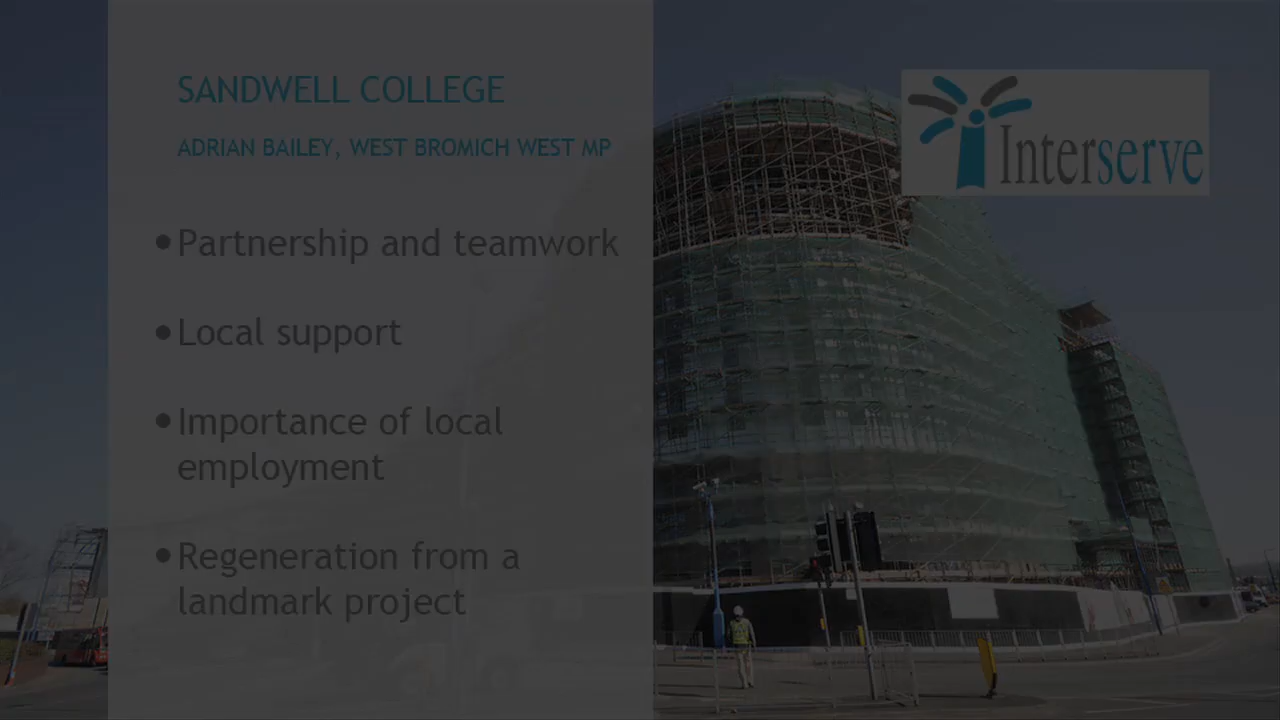 SANDWELL COLLEGE
ADRIAN BAILEY, WEST BROMICH WEST MP
•Partnership and teamwork
•Local support
•Importance of local
employment
•Regeneration from a
landmark project
Interserve